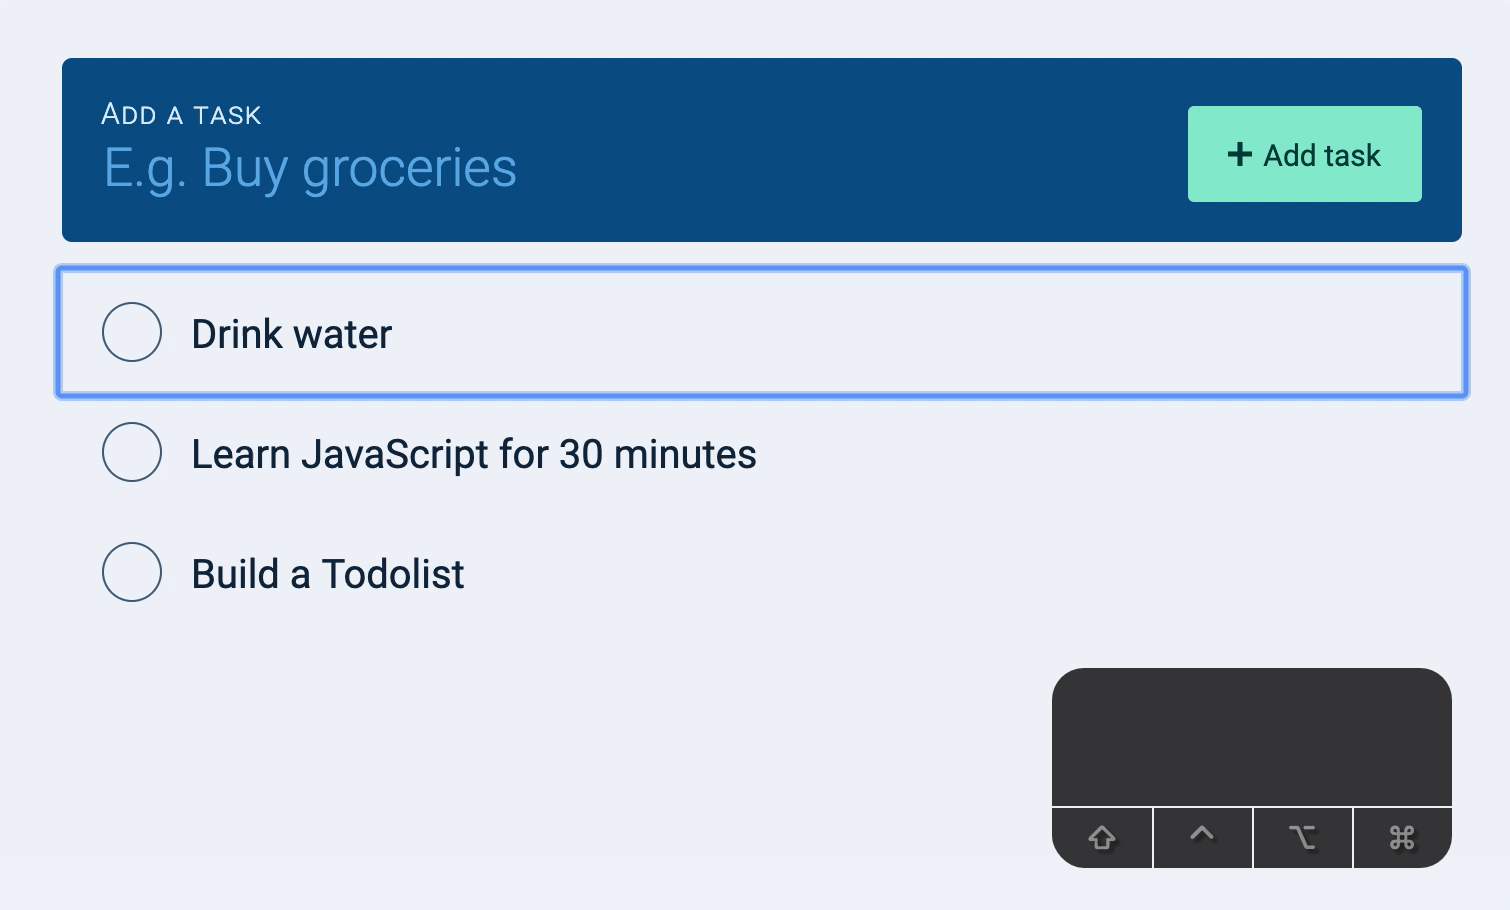 Add a task
E.g. Buy groceries
+ Add task
Drink water
Learn JavaScript for 30 minutes
Build a Todolist
⇧ ⌃ ⌥ ⌘